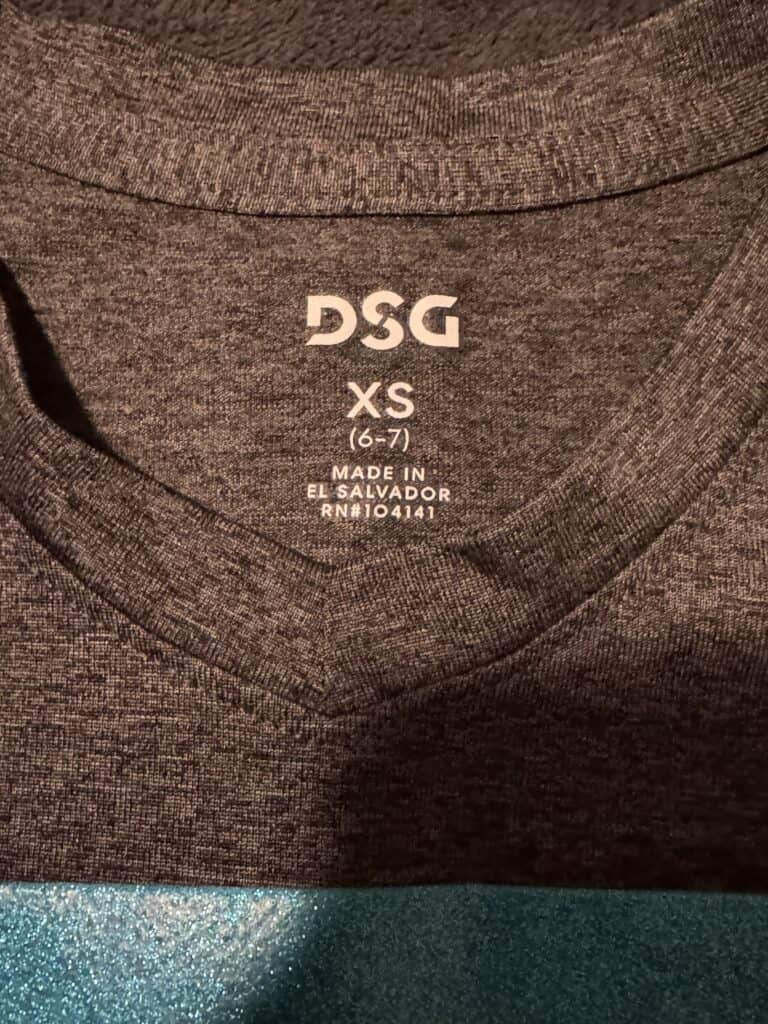 DSG
XS
(6-7)
MADE IN
EL SALVADOR
RN#104141